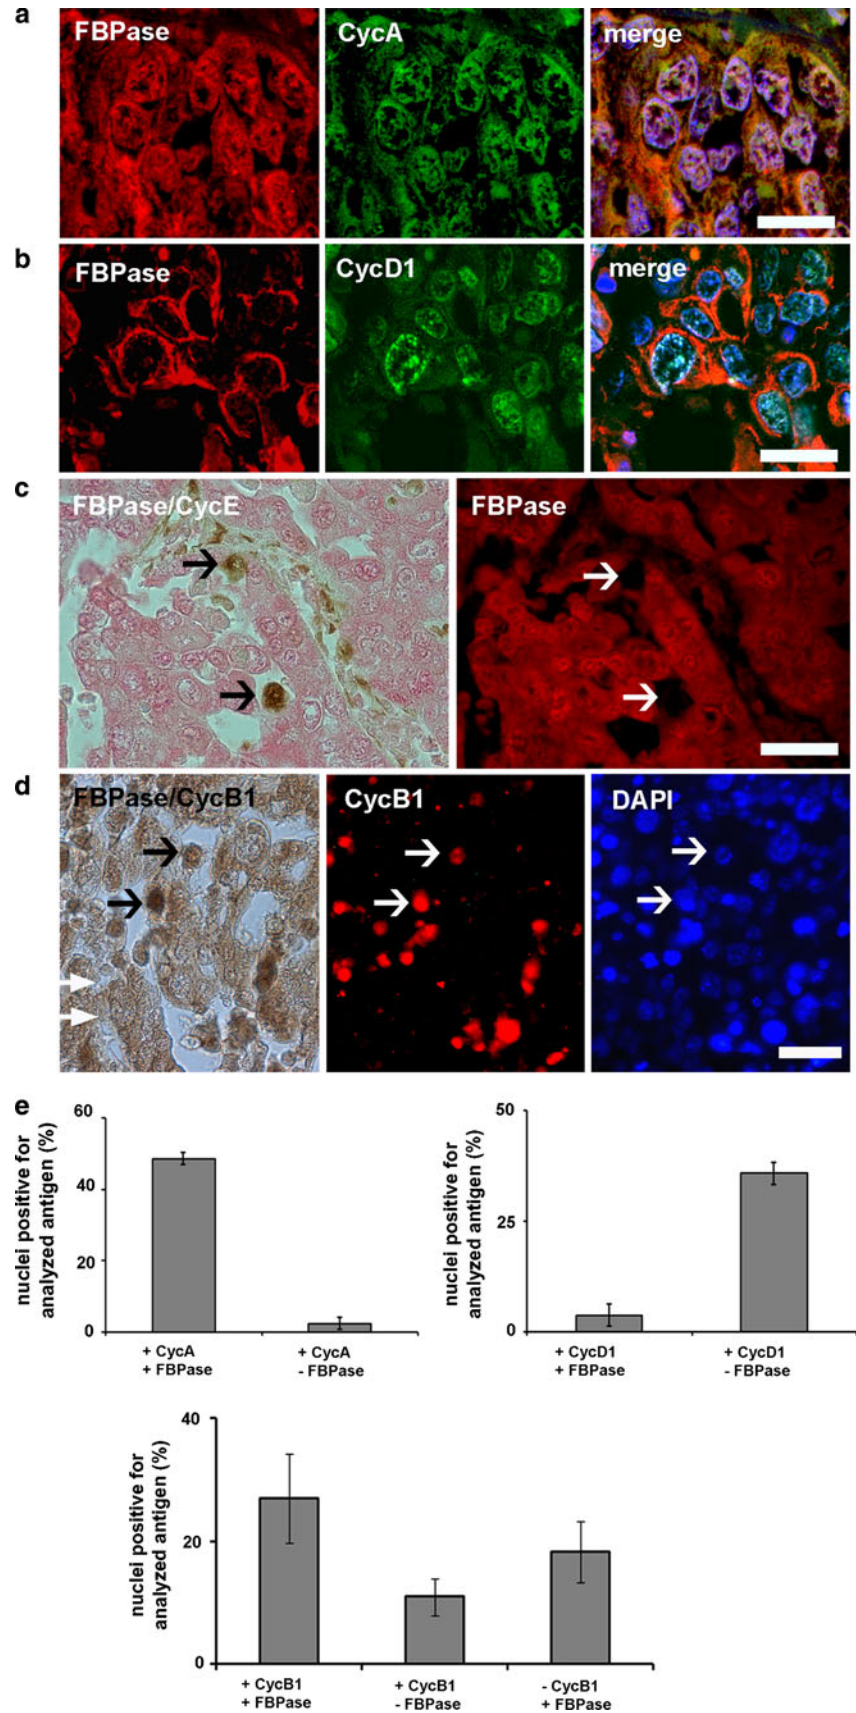 a
FBPase
CycA
merge
b
FBPase
CycD1
merge
c
FBPase/CycE
FBPase
d
FBPase/CycB1
CycB1
DAPI
e
nuclei positive for
analyzed antigen (%)
60
40
20
0
+ CycA
+ FBPase
+ CycA
- FBPase
nuclei positive for
analyzed antigen (%)
50
25
0
+ CycD1
+ FBPase
+ CycD1
- FBPase
nuclei positive for
analyzed antigen (%)
40
20
0
+ CycB1
+ FBPase
+ CycB1
- FBPase
- CycB1
+ FBPase